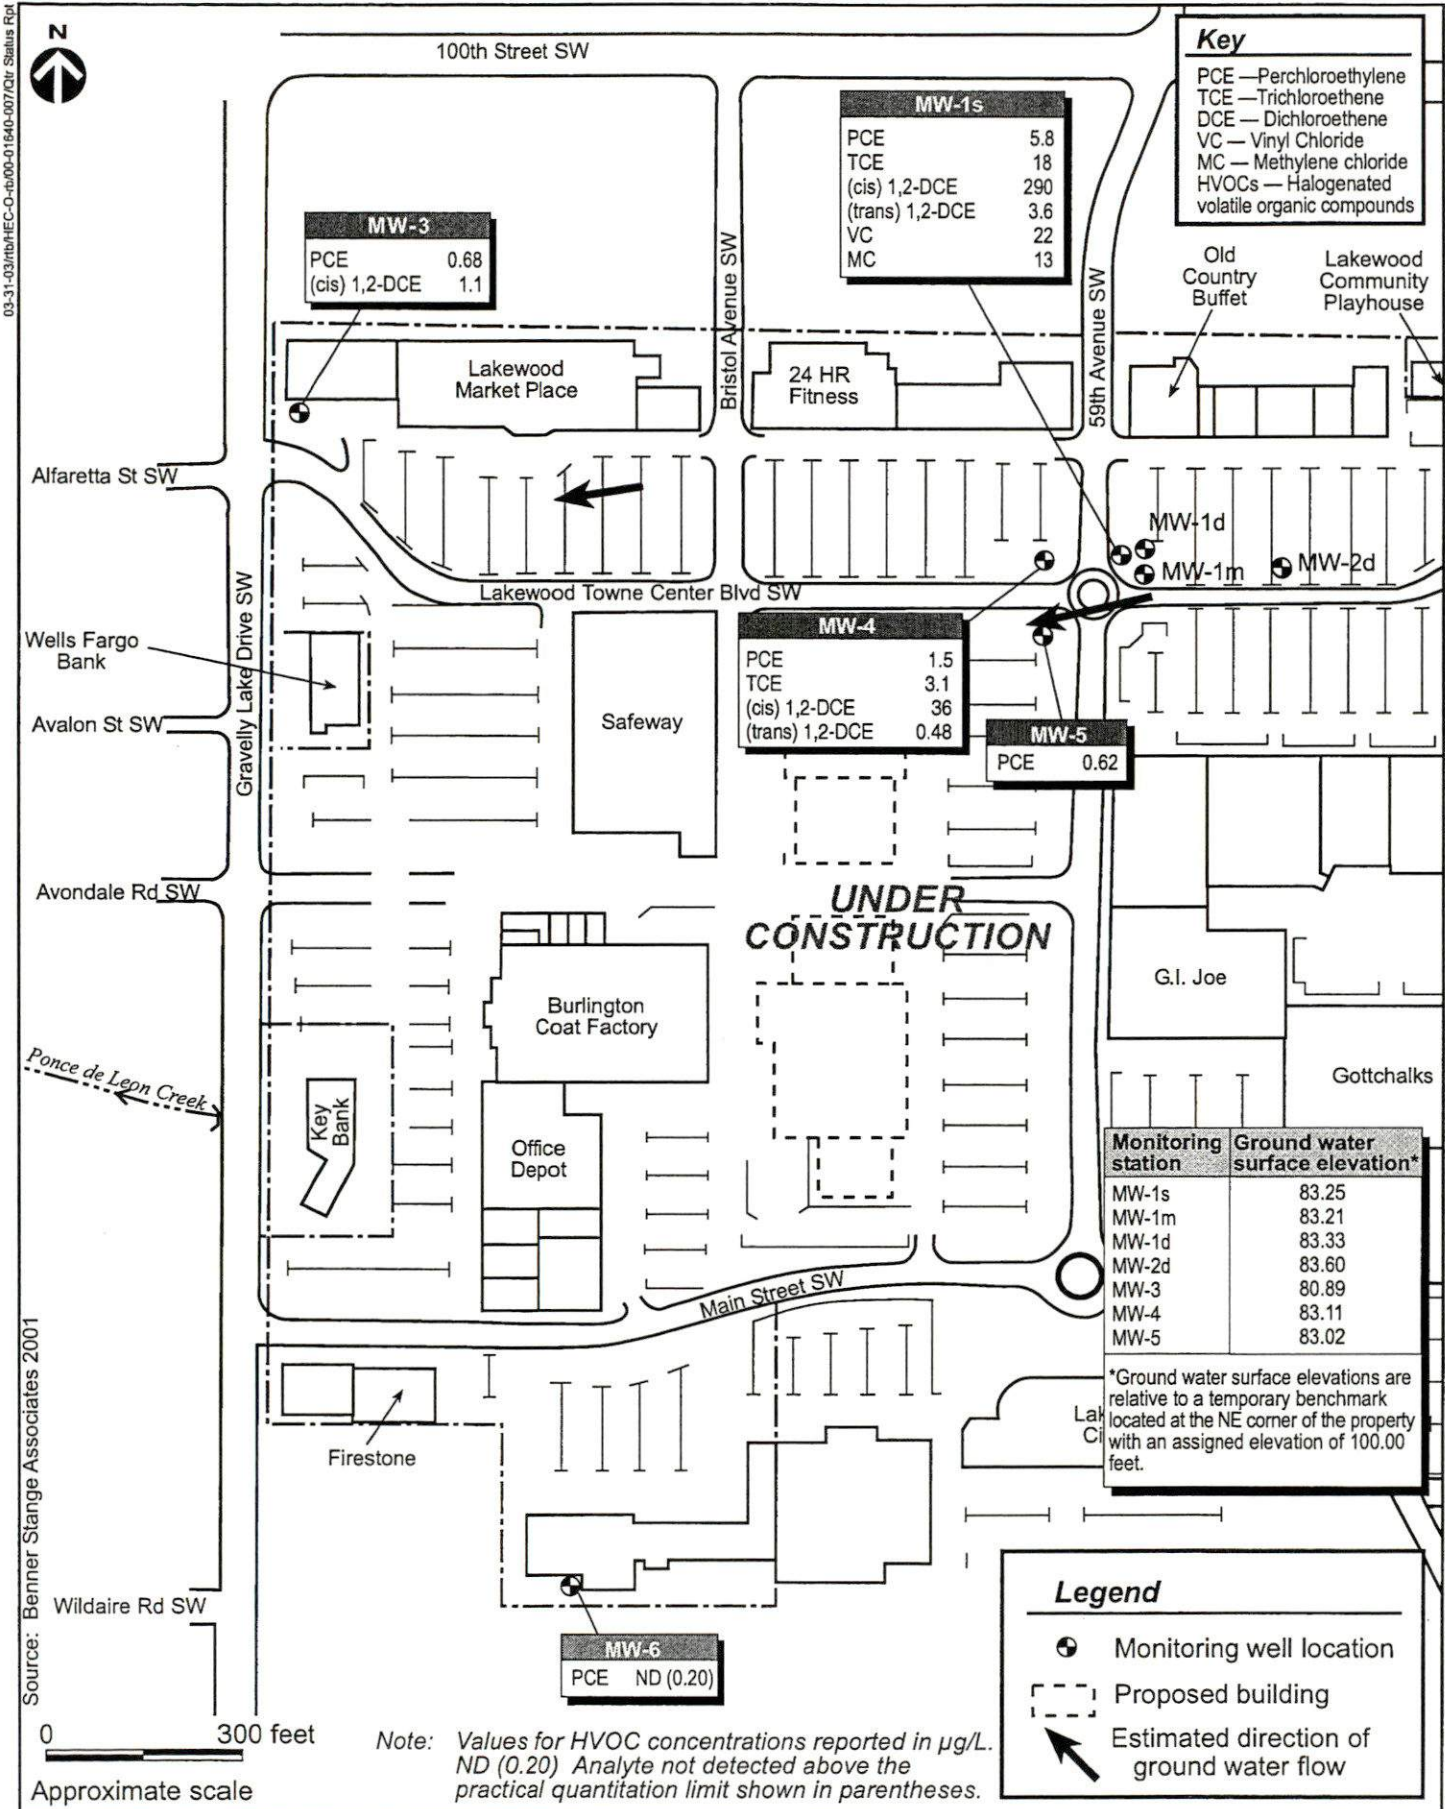 03-31-03/rtb/HEC-O-rb/00-01640-007/Qtr Status Rpt
N
100th Street SW
Key
PCE —Perchloroethylene
TCE —Trichloroethene
DCE — Dichloroethene
VC — Vinyl Chloride
MC — Methylene chloride
HVOCs — Halogenated
volatile organic compounds
MW-1s
PCE 5.8
TCE 18
(cis) 1,2-DCE 290
(trans) 1,2-DCE 3.6
VC 22
MC 13
MW-3
PCE 0.68
(cis) 1,2-DCE 1.1
Bristol Avenue SW
59th Avenue SW
Old
Country
Buffet
Lakewood
Community
Playhouse
Lakewood
Market Place
24 HR
Fitness
Alfaretta St SW
MW-1d
MW-1m
MW-2d
Lakewood Towne Center Blvd SW
Gravelly Lake Drive SW
Wells Fargo
Bank
MW-4
PCE 1.5
TCE 3.1
(cis) 1,2-DCE 36
(trans) 1,2-DCE 0.48
Safeway
Avalon St SW
MW-5
PCE 0.62
Avondale Rd SW
UNDER
CONSTRUCTION
G.I. Joe
Burlington
Coat Factory
Ponce de Leon Creek
Gottchalks
Key
Bank
Office
Depot
Monitoring station Ground water surface elevation*
MW-1s 83.25
MW-1m 83.21
MW-1d 83.33
MW-2d 83.60
MW-3 80.89
MW-4 83.11
MW-5 83.02
*Ground water surface elevations are
relative to a temporary benchmark
located at the NE corner of the property
with an assigned elevation of 100.00
feet.
Main Street SW
Lak
Ci
Firestone
Source: Benner Stange Associates 2001
Wildaire Rd SW
MW-6
PCE ND (0.20)
Legend
Monitoring well location
Proposed building
Estimated direction of
ground water flow
0 300 feet
Approximate scale
Note: Values for HVOC concentrations reported in µg/L.
ND (0.20) Analyte not detected above the
practical quantitation limit shown in parentheses.